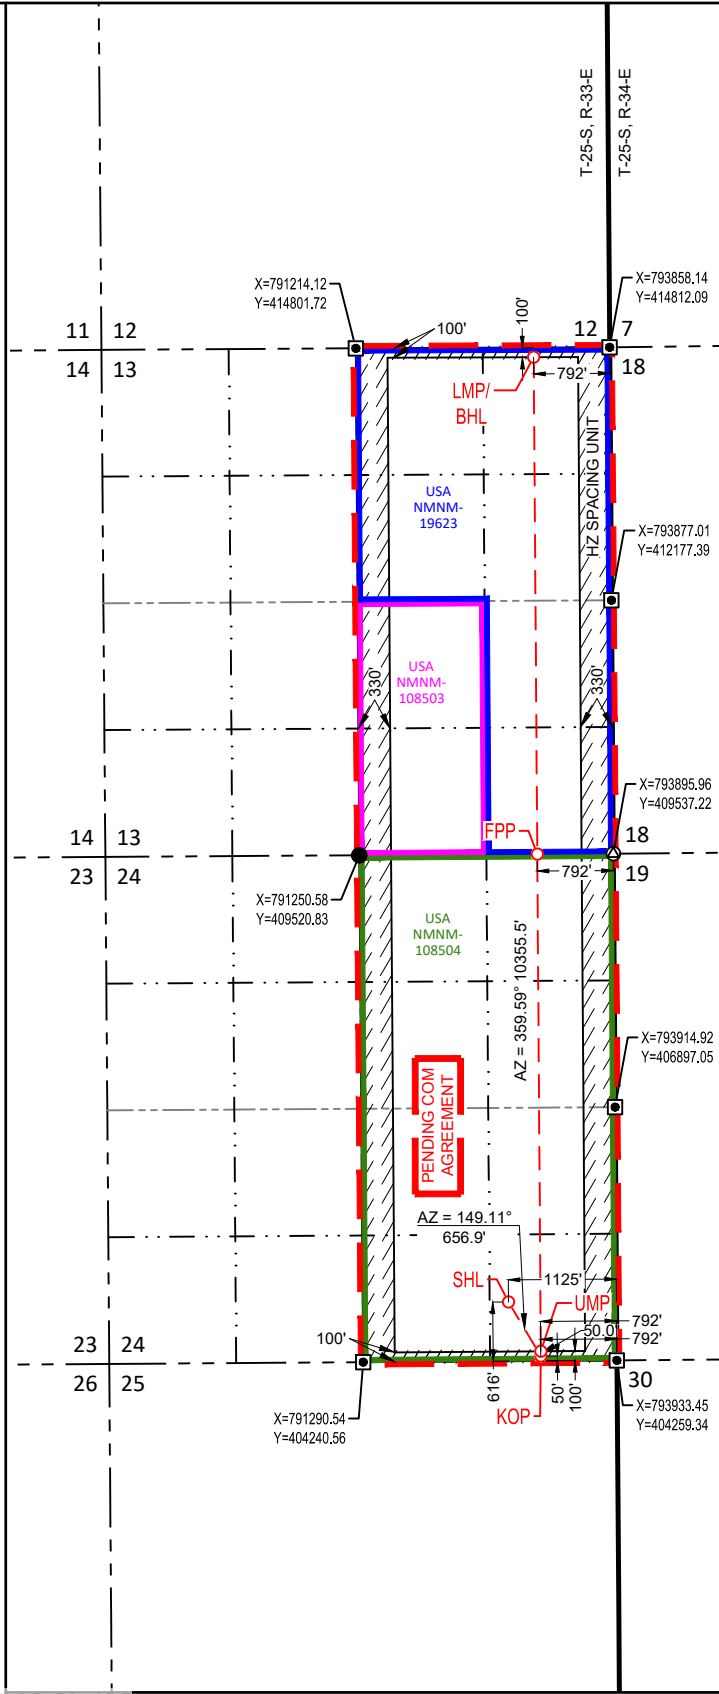 T-25-S, R-33-E
T-25-S, R-34-E
X=791214.12
Y=414801.72
X=793858.14
Y=414812.09
11
12
14
13
100'
100'
12
7
18
792'
LMP/
BHL
HZ SPACING UNIT
USA
NMNM-
19623
X=793877.01
Y=412177.39
USA
NMNM-
108503
330'
330'
X=793895.96
Y=409537.22
14
13
23
24
FPP
18
19
792'
X=791250.58
Y=409520.83
USA
NMNM-
108504
AZ = 359.59° 10355.5'
X=793914.92
Y=406897.05
PENDING COM
AGREEMENT
AZ = 149.11°
656.9'
SHL
1125'
UMP
792'
50.0'
792'
100'
23
24
26
25
616'
50'
100'
KOP
30
X=791290.54
Y=404240.56
X=793933.45
Y=404259.34